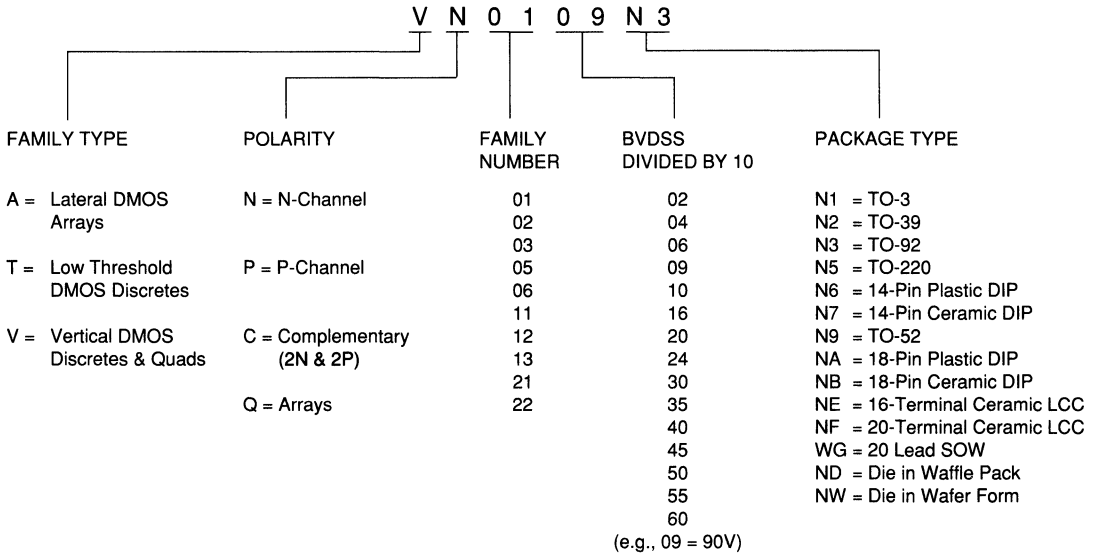 V N 0 1 0 9 N 3
FAMILY TYPE
A = Lateral DMOS
Arrays
T = Low Threshold
DMOS Discretes
V = Vertical DMOS
Discretes & Quads
POLARITY
N = N-Channel
P = P-Channel
C = Complementary
(2N & 2P)
Q = Arrays
FAMILY
NUMBER
01
02
03
05
06
11
12
13
21
22
BVDSS
DIVIDED BY 10
02
04
06
09
10
16
20
24
30
35
40
45
50
55
60
(e.g., 09 = 90V)
PACKAGE TYPE
N1 = TO-3
N2 = TO-39
N3 = TO-92
N5 = TO-220
N6 = 14-Pin Plastic DIP
N7 = 14-Pin Ceramic DIP
N9 = TO-52
NA = 18-Pin Plastic DIP
NB = 18-Pin Ceramic DIP
NE = 16-Terminal Ceramic LCC
NF = 20-Terminal Ceramic LCC
WG = 20 Lead SOW
ND = Die in Waffle Pack
NW = Die in Wafer Form